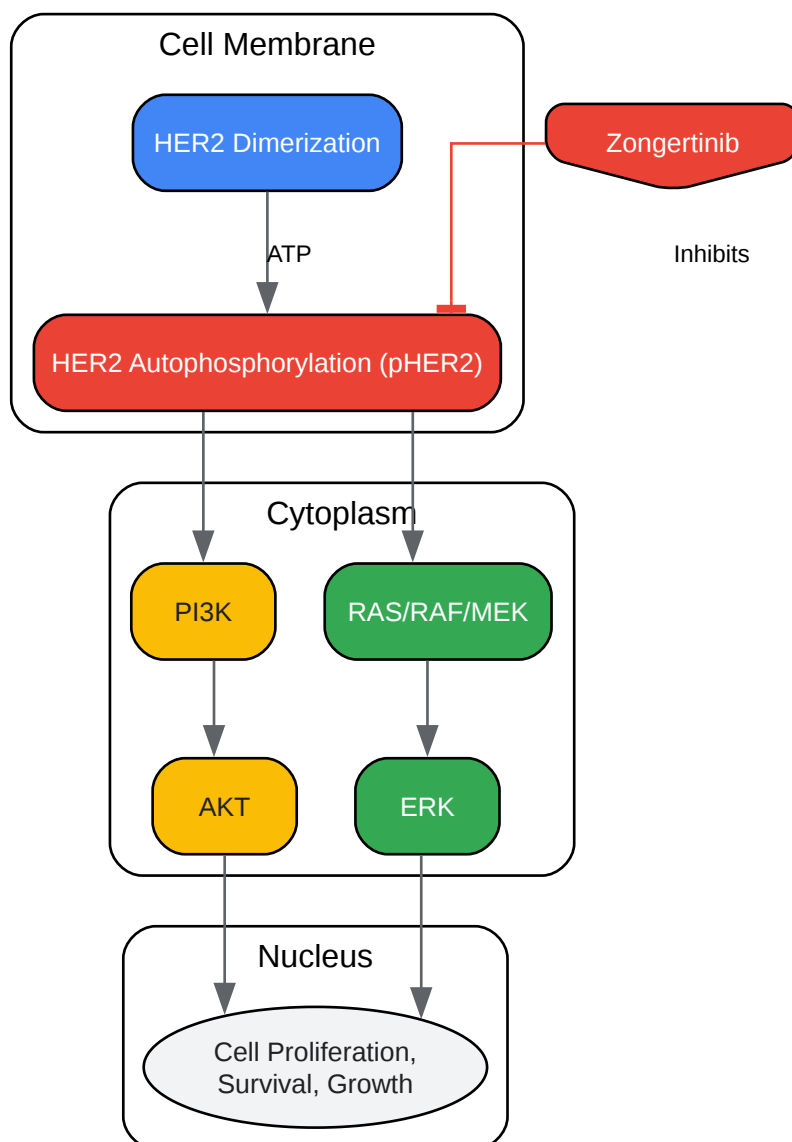 Cell Membrane
HER2 Dimerization
Zongertinib
ATP
Inhibits
HER2 Autophosphorylation (pHER2)
Cytoplasm
PI3K
RAS/RAF/MEK
AKT
ERK
Nucleus
Cell Proliferation,
Survival, Growth